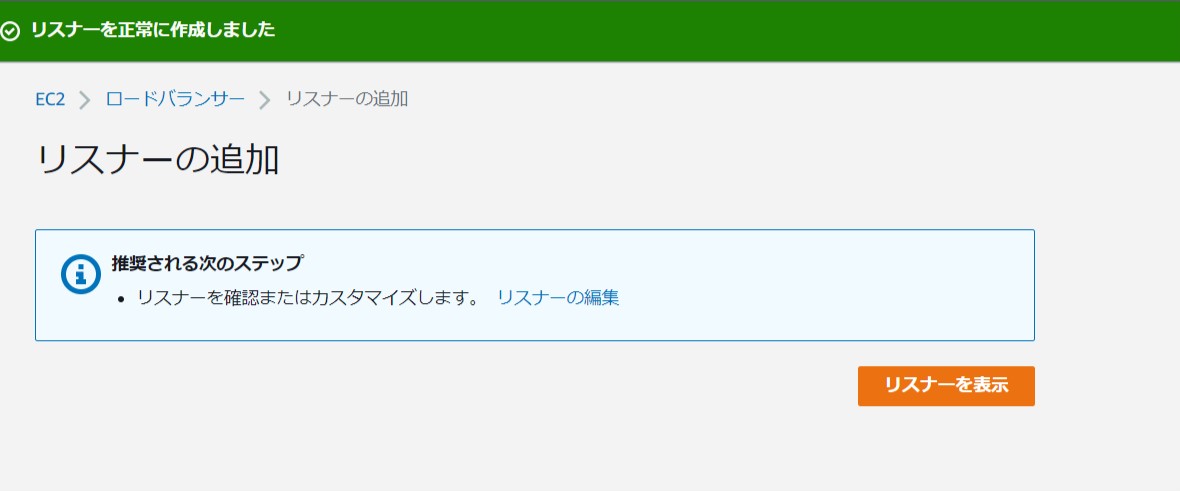 リスナーを正常に作成しました
EC2 > ロードバランサー > リスナーの追加
リスナーの追加
推奨される次のステップ
• リスナーを確認またはカスタマイズします。 リスナーの編集
リスナーを表示